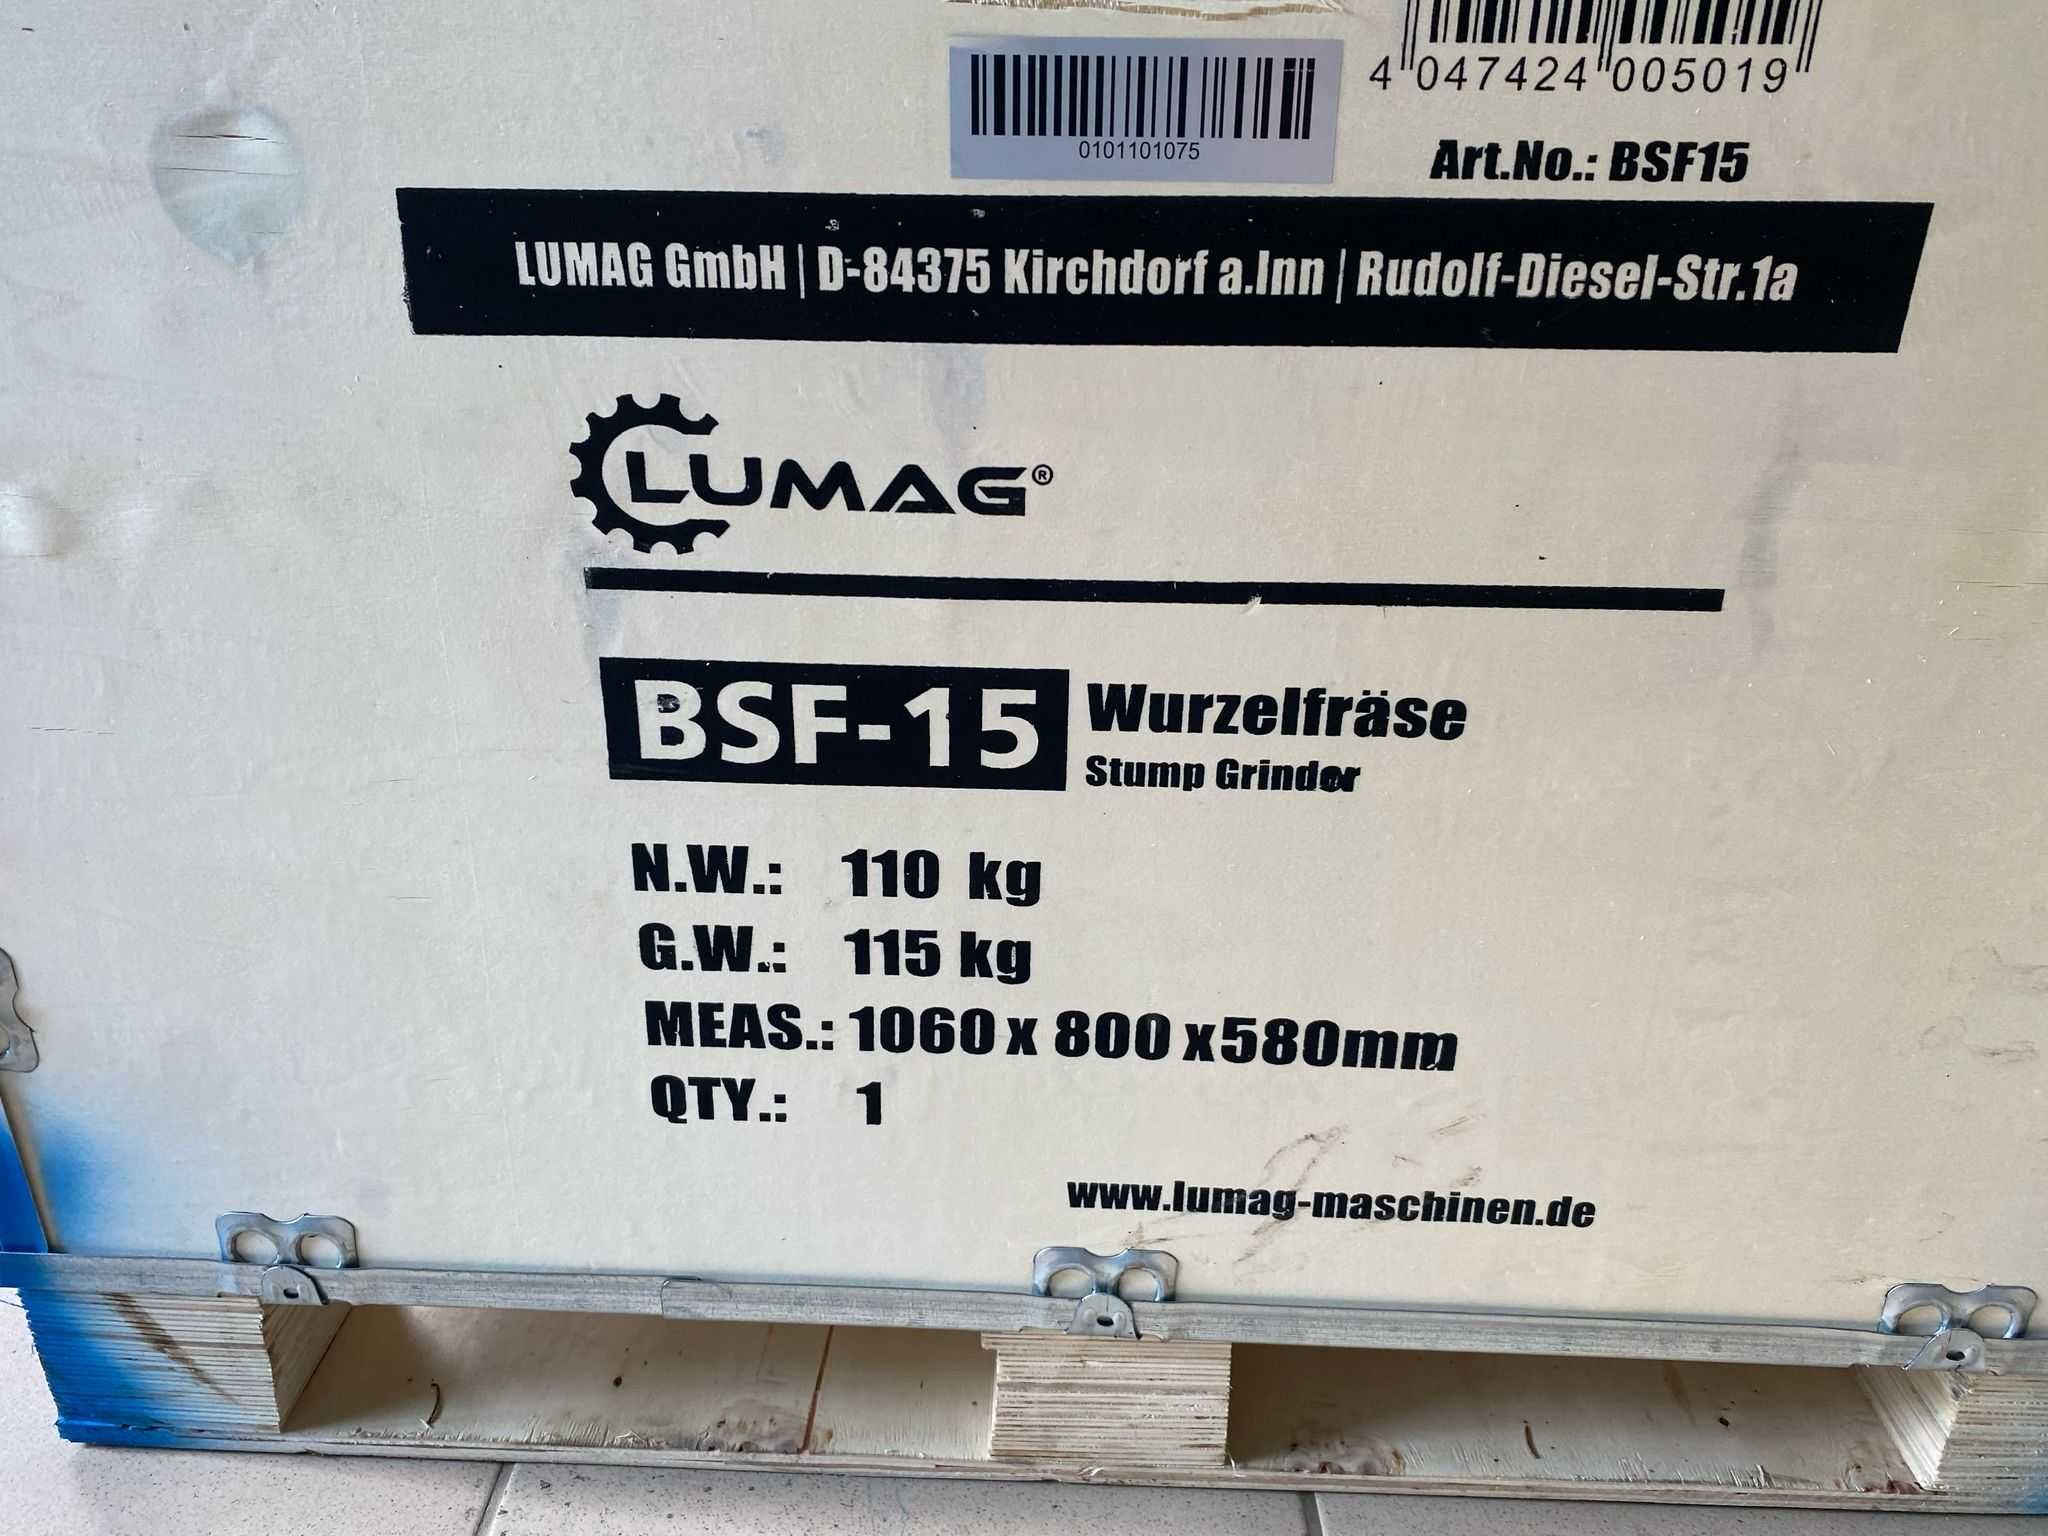 4 047424 005019
0101101075
Art.No.: BSF15
LUMAG GmbH | D-84375 Kirchdorf a.Inn | Rudolf-Diesel-Str.1a
LUMAG®
BSF-15 Wurzelfräse
Stump Grinder
N.W.: 110 kg
G.W.: 115 kg
MEAS.: 1060 x 800 x580mm
QTY.: 1
www.lumag-maschinen.de